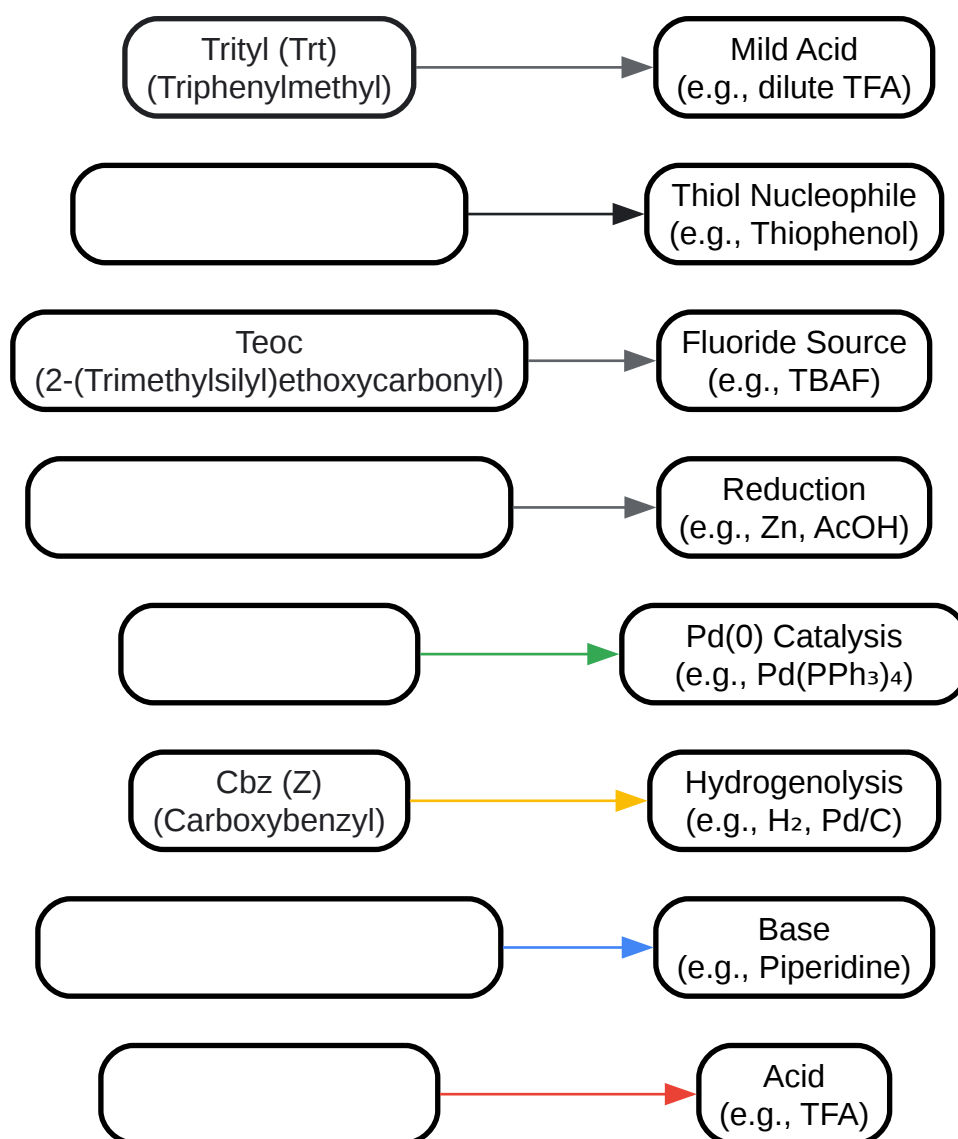 Trityl (Trt)
(Triphenylmethyl)
Mild Acid
(e.g., dilute TFA)
Thiol Nucleophile
(e.g., Thiophenol)
Teoc
(2-(Trimethylsilyl)ethoxycarbonyl)
Fluoride Source
(e.g., TBAF)
Reduction
(e.g., Zn, AcOH)
Pd(0) Catalysis
(e.g., Pd(PPh₃)₄)
Cbz (Z)
(Carboxybenzyl)
Hydrogenolysis
(e.g., H₂, Pd/C)
Base
(e.g., Piperidine)
Acid
(e.g., TFA)